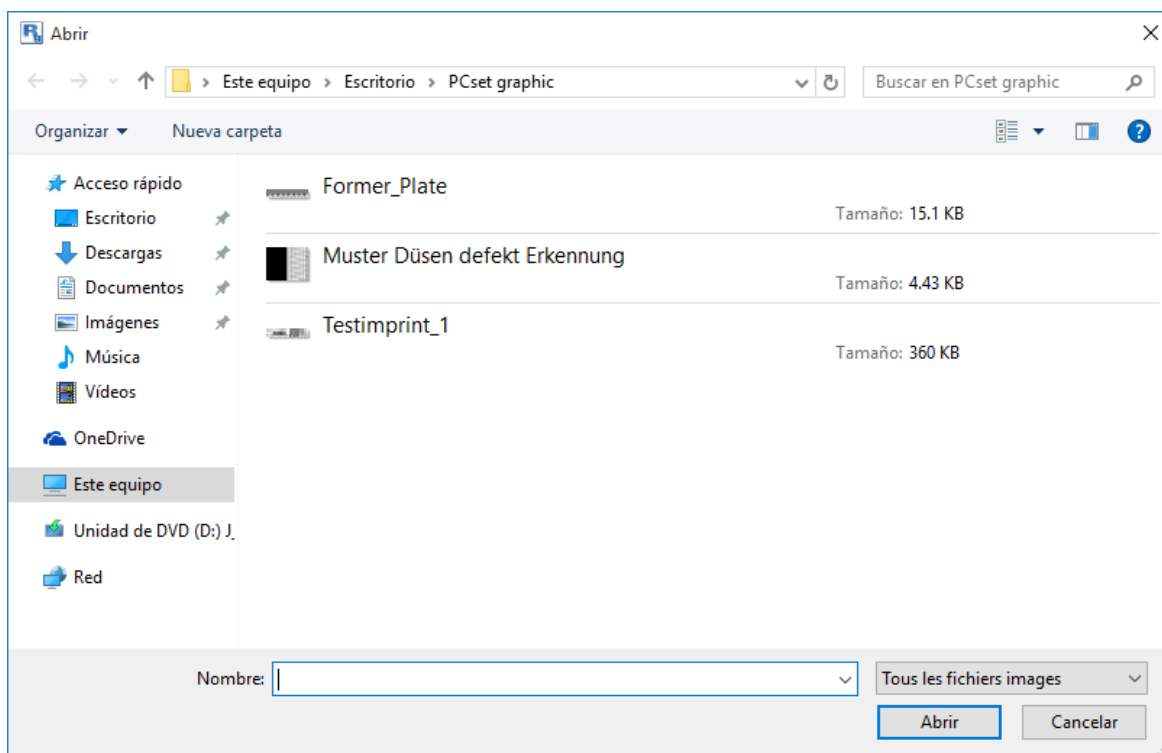 Abrir
Este equipo > Escritorio > PCset graphic
Buscar en PCset graphic
Organizar
Nueva carpeta
Acceso rápido
Escritorio
Descargas
Documentos
Imágenes
Música
Vídeos
OneDrive
Este equipo
Unidad de DVD (D:) J_
Red
Former_Plate
Tamaño: 15.1 KB
Muster Düsen defekt Erkennung
Tamaño: 4.43 KB
Testimprint_1
Tamaño: 360 KB
Nombre:
Tous les fichiers images
Abrir
Cancelar